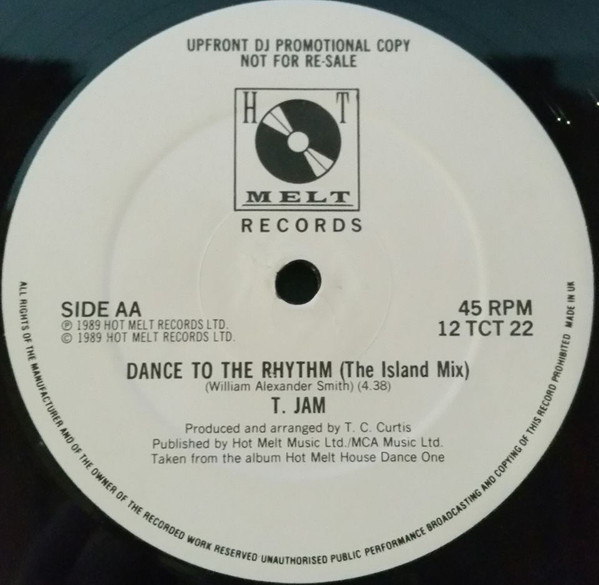 UPFRONT DJ PROMOTIONAL COPY
NOT FOR RE-SALE
HOT
MELT
RECORDS
SIDE AA
℗ 1989 HOT MELT RECORDS LTD.
© 1989 HOT MELT RECORDS LTD.
45 RPM
12 TCT 22
DANCE TO THE RHYTHM (The Island Mix)
(William Alexander Smith) (4.38)
T. JAM
Produced and arranged by T. C. Curtis
Published by Hot Melt Music Ltd./MCA Music Ltd.
Taken from the album Hot Melt House Dance One
ALL RIGHTS OF THE MANUFACTURER AND OF THE OWNER OF THE RECORDED WORK RESERVED UNAUTHORISED PUBLIC PERFORMANCE BROADCASTING AND COPYING OF THIS RECORD PROHIBITED MADE IN UK